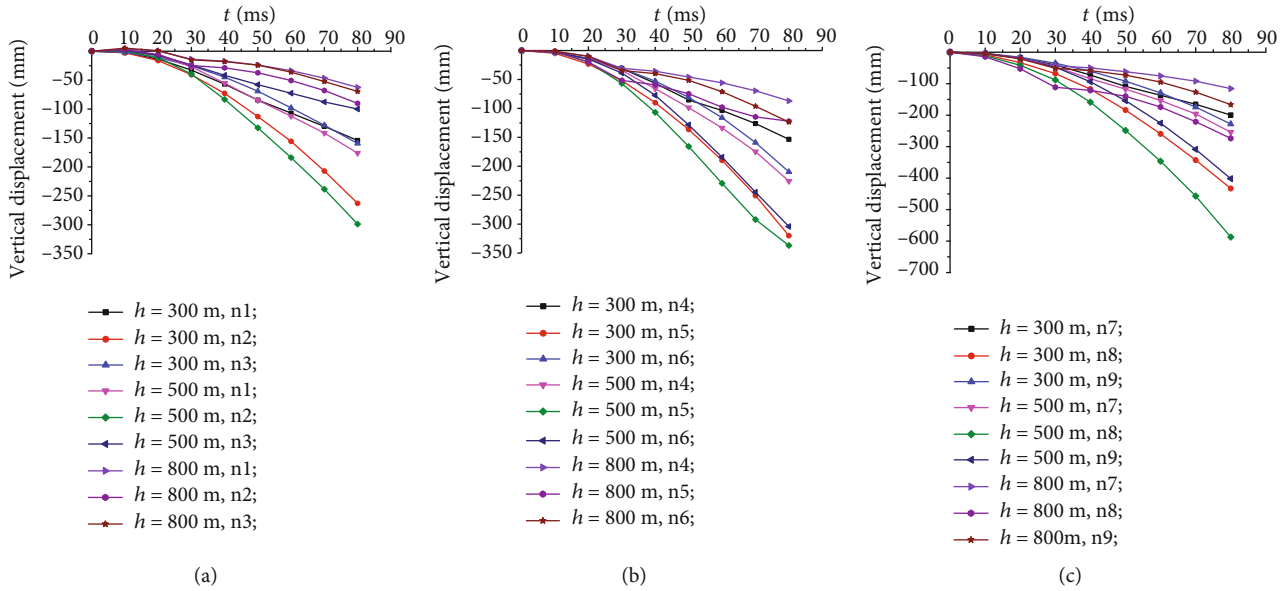 t (ms)
0 10 20 30 40 50 60 70 80 90
−50
−100
−150
−200
−250
−300
−350
Vertical displacement (mm)
h = 300 m, n1;
h = 300 m, n2;
h = 300 m, n3;
h = 500 m, n1;
h = 500 m, n2;
h = 500 m, n3;
h = 800 m, n1;
h = 800 m, n2;
h = 800 m, n3;
(a)
t (ms)
0 10 20 30 40 50 60 70 80 90
−50
−100
−150
−200
−250
−300
−350
Vertical displacement (mm)
h = 300 m, n4;
h = 300 m, n5;
h = 300 m, n6;
h = 500 m, n4;
h = 500 m, n5;
h = 500 m, n6;
h = 800 m, n4;
h = 800 m, n5;
h = 800 m, n6;
(b)
t (ms)
0 10 20 30 40 50 60 70 80 90
−100
−200
−300
−400
−500
−600
−700
Vertical displacement (mm)
h = 300 m, n7;
h = 300 m, n8;
h = 300 m, n9;
h = 500 m, n7;
h = 500 m, n8;
h = 500 m, n9;
h = 800 m, n7;
h = 800 m, n8;
h = 800m, n9;
(c)